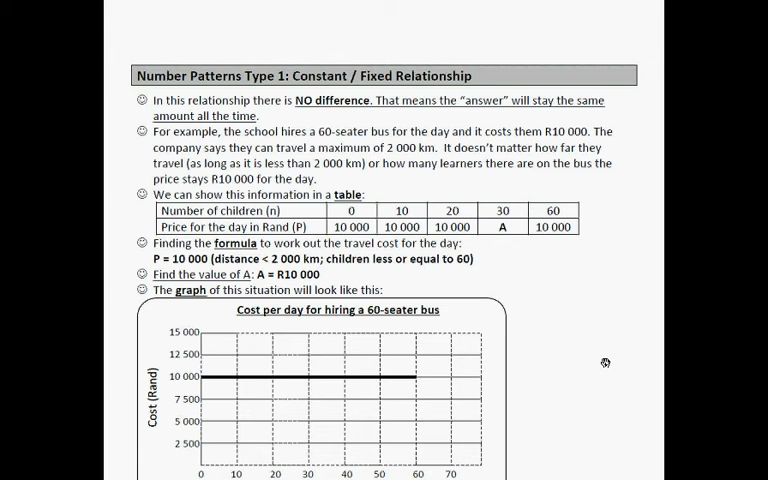 Number Patterns Type 1: Constant / Fixed Relationship
In this relationship there is NO difference. That means the “answer” will stay the same
amount all the time.
For example, the school hires a 60-seater bus for the day and it costs them R10 000. The
company says they can travel a maximum of 2 000 km. It doesn’t matter how far they
travel (as long as it is less than 2 000 km) or how many learners there are on the bus the
price stays R10 000 for the day.
We can show this information in a table:
Number of children (n) 0 10 20 30 60
Price for the day in Rand (P) 10 000 10 000 10 000 A 10 000
Finding the formula to work out the travel cost for the day:
P = 10 000 (distance < 2 000 km; children less or equal to 60)
Find the value of A: A = R10 000
The graph of this situation will look like this:
Cost per day for hiring a 60-seater bus
Cost (Rand)
15 000
12 500
10 000
7 500
5 000
2 500
0 10 20 30 40 50 60 70